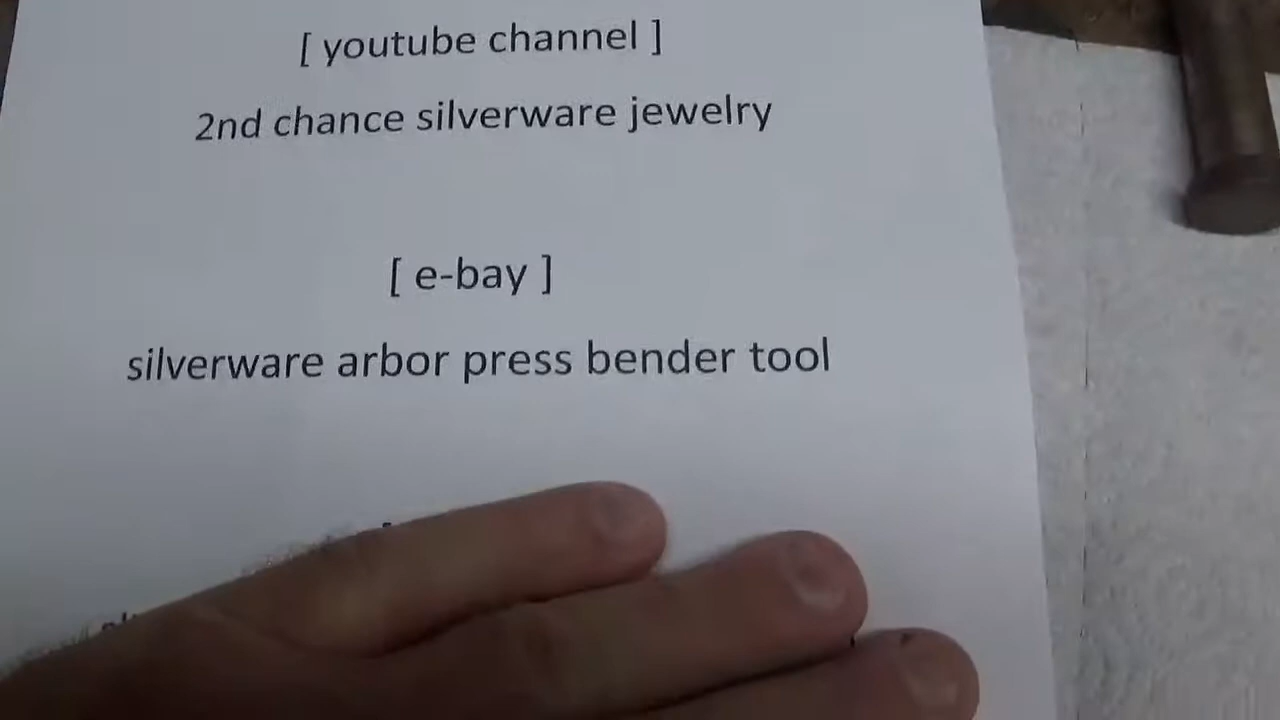 [ youtube channel ]
2nd chance silverware jewelry
[ e-bay ]
silverware arbor press bender tool